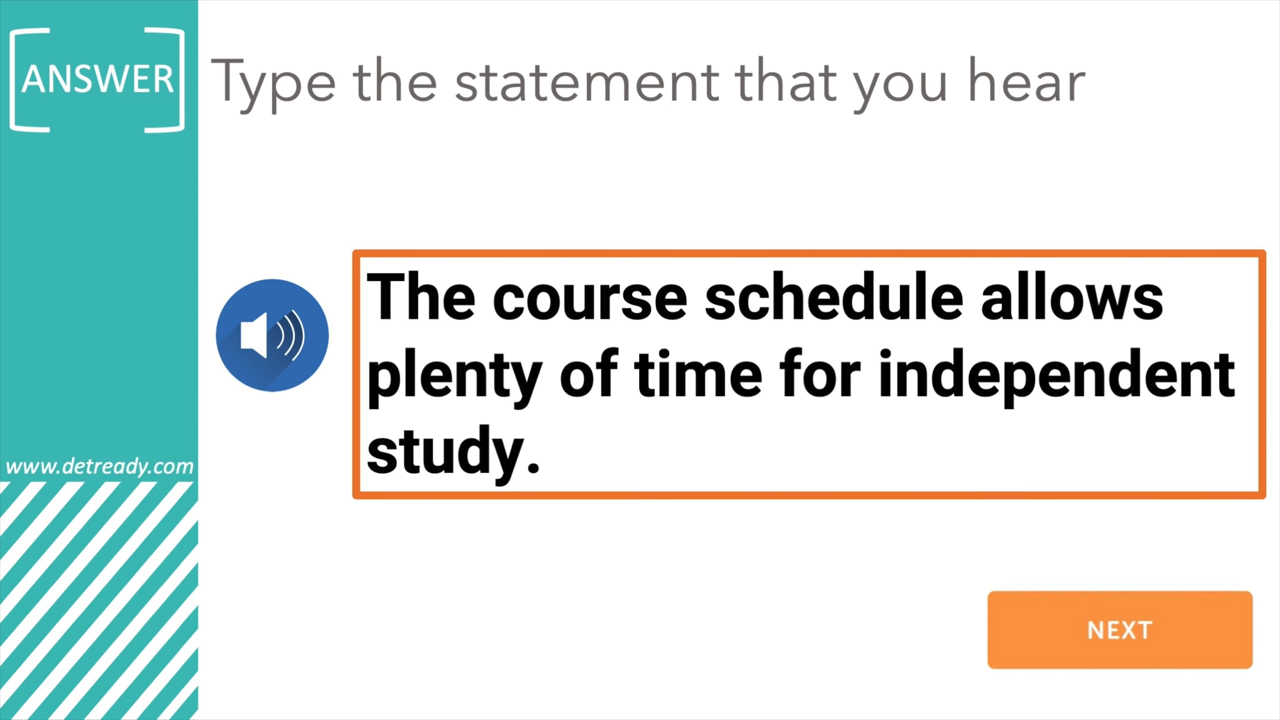 ANSWER
Type the statement that you hear
The course schedule allows
plenty of time for independent
study.
www.detready.com
NEXT